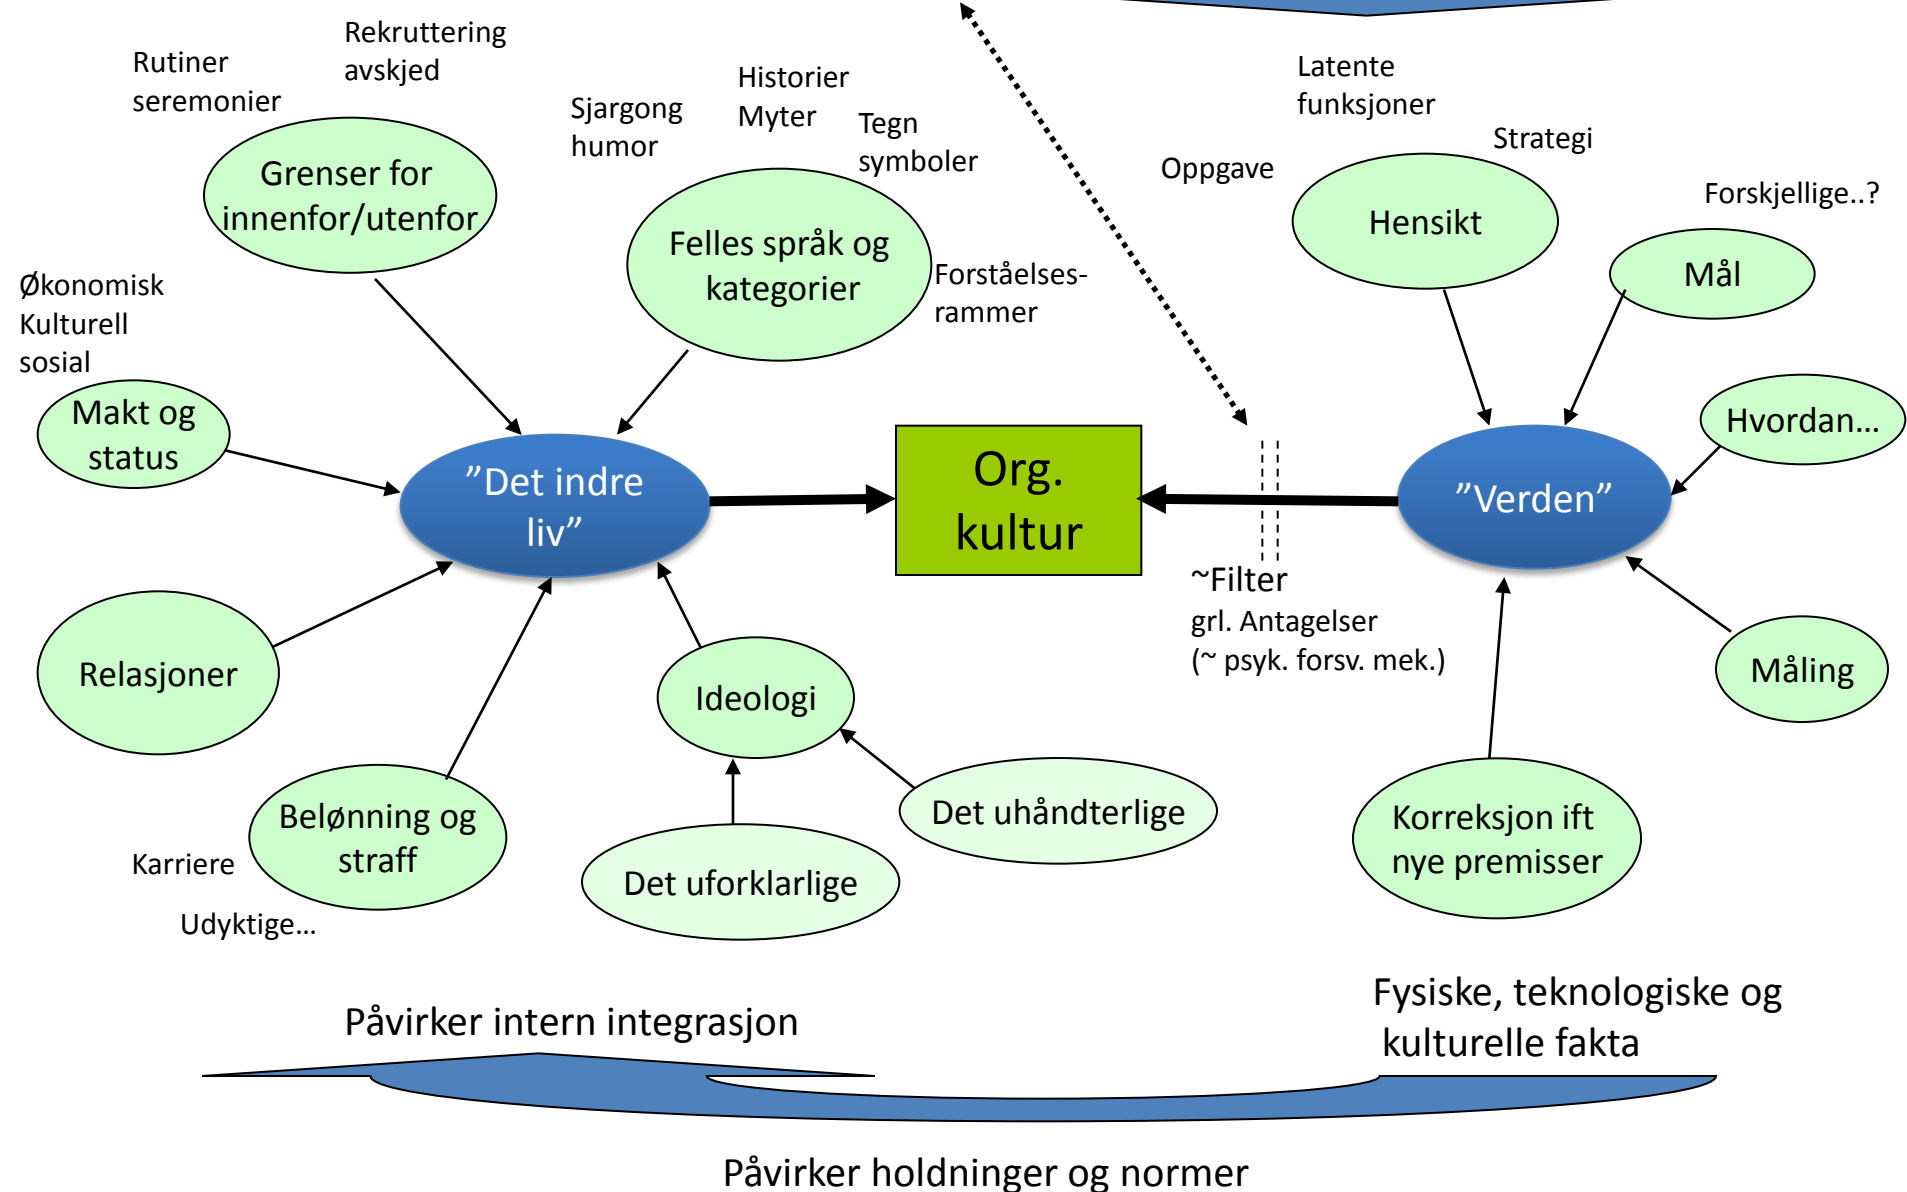 Rekruttering
avskjed
Rutiner
seremonier
Historier
Myter
Sjargong
humor
Tegn
symboler
Latente
funksjoner
Strategi
Oppgave
Forskjellige..?
Grenser for
innenfor/utenfor
Felles språk og
kategorier
Forståelses-
rammer
Hensikt
Mål
Økonomisk
Kulturell
sosial
Makt og
status
Hvordan...
”Det indre
liv”
Org.
kultur
”Verden”
~Filter
grl. Antagelser
(~ psyk. forsv. mek.)
Relasjoner
Ideologi
Måling
Belønning og
straff
Karriere
Udyktige...
Det uhåndterlige
Det uforklarlige
Korreksjon ift
nye premisser
Påvirker intern integrasjon
Fysiske, teknologiske og
kulturelle fakta
Påvirker holdninger og normer